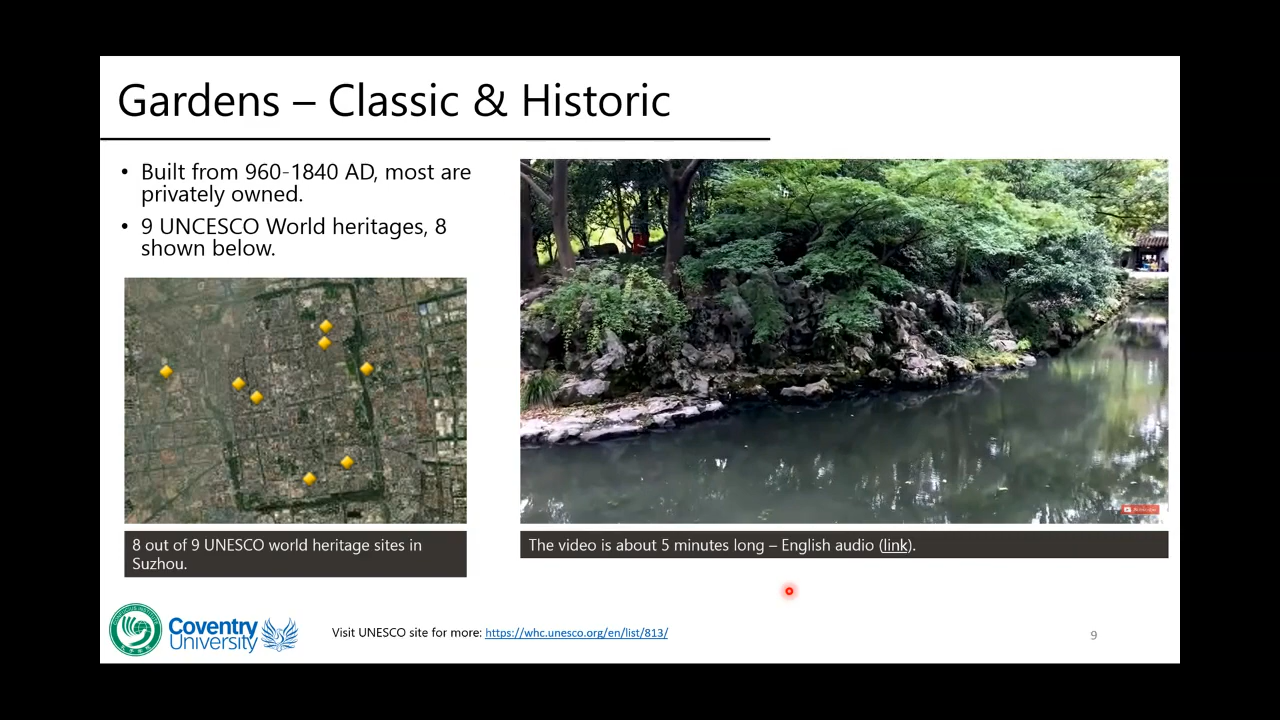 Gardens – Classic & Historic
• Built from 960-1840 AD, most are
privately owned.
• 9 UNCESCO World heritages, 8
shown below.
8 out of 9 UNESCO world heritage sites in
Suzhou.
The video is about 5 minutes long – English audio (link).
Coventry
University
Visit UNESCO site for more: https://whc.unesco.org/en/list/813/
9